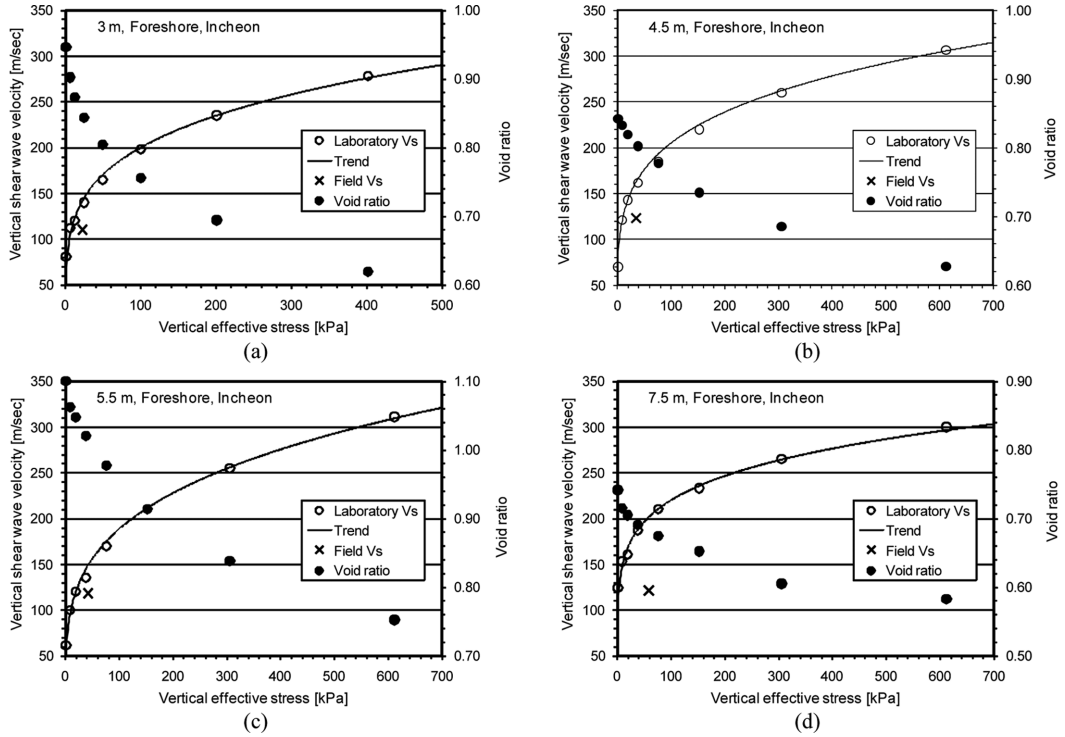 3 m, Foreshore, Incheon
Vertical shear wave velocity [m/sec]
350
300
250
200
150
100
50
1.00
0.90
0.80
0.70
0.60
Void ratio
Laboratory Vs
Trend
Field Vs
Void ratio
0 100 200 300 400 500
Vertical effective stress [kPa]
(a)
4.5 m, Foreshore, Incheon
Vertical shear wave velocity [m/sec]
350
300
250
200
150
100
50
1.00
0.90
0.80
0.70
0.60
Void ratio
Laboratory Vs
Trend
Field Vs
Void ratio
0 100 200 300 400 500 600 700
Vertical effective stress [kPa]
(b)
5.5 m, Foreshore, Incheon
Vertical shear wave velocity [m/sec]
350
300
250
200
150
100
50
1.10
1.00
0.90
0.80
0.70
Void ratio
Laboratory Vs
Trend
Field Vs
Void ratio
0 100 200 300 400 500 600 700
Vertical effective stress [kPa]
(c)
7.5 m, Foreshore, Incheon
Vertical shear wave velocity [m/sec]
350
300
250
200
150
100
50
0.90
0.80
0.70
0.60
0.50
Void ratio
Laboratory Vs
Trend
Field Vs
Void ratio
0 100 200 300 400 500 600 700
Vertical effective stress [kPa]
(d)